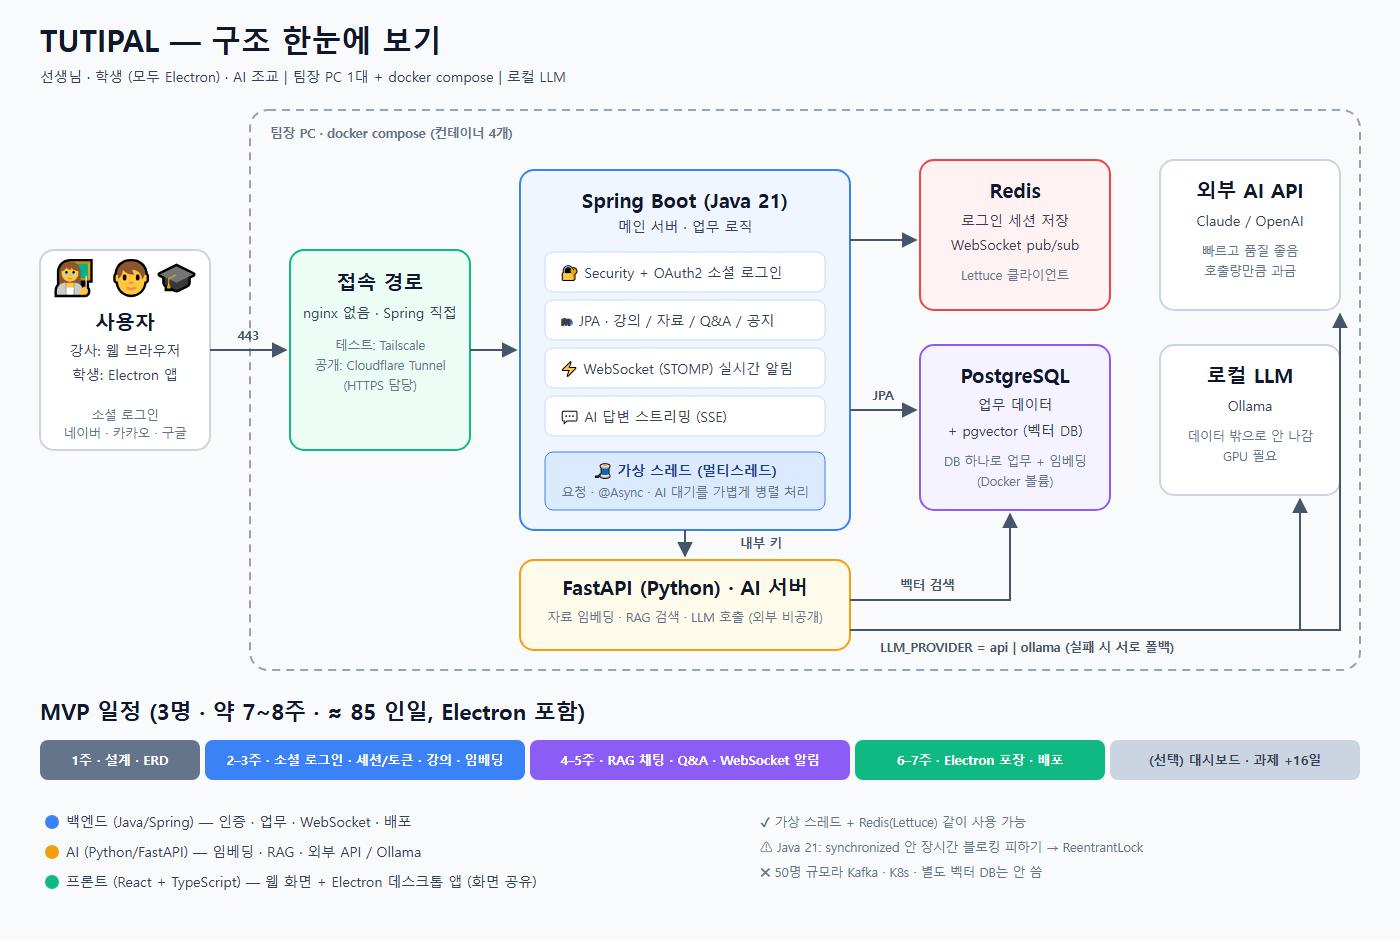 TUTIPAL — 구조 한눈에 보기
선생님 · 학생 (모두 Electron) · AI 조교 | 팀장 PC 1대 + docker compose | 로컬 LLM
팀장 PC · docker compose (컨테이너 4개)
사용자
강사: 웹 브라우저
학생: Electron 앱
소셜 로그인
네이버 · 카카오 · 구글
443
접속 경로
nginx 없음 · Spring 직접
테스트: Tailscale
공개: Cloudflare Tunnel
(HTTPS 담당)
Spring Boot (Java 21)
메인 서버 · 업무 로직
Security + OAuth2 소셜 로그인
JPA · 강의 / 자료 / Q&A / 공지
WebSocket (STOMP) 실시간 알림
AI 답변 스트리밍 (SSE)
가상 스레드 (멀티스레드)
요청 · @Async · AI 대기를 가볍게 병렬 처리
내부 키
FastAPI (Python) · AI 서버
자료 임베딩 · RAG 검색 · LLM 호출 (외부 비공개)
Redis
로그인 세션 저장
WebSocket pub/sub
Lettuce 클라이언트
JPA
PostgreSQL
업무 데이터
+ pgvector (벡터 DB)
DB 하나로 업무 + 임베딩
(Docker 볼륨)
벡터 검색
외부 AI API
Claude / OpenAI
빠르고 품질 좋음
호출량만큼 과금
로컬 LLM
Ollama
데이터 밖으로 안 나감
GPU 필요
LLM_PROVIDER = api | ollama (실패 시 서로 폴백)
MVP 일정 (3명 · 약 7~8주 · ≈ 85 인일, Electron 포함)
1주 · 설계 · ERD
2–3주 · 소셜 로그인 · 세션/토큰 · 강의 · 임베딩
4–5주 · RAG 채팅 · Q&A · WebSocket 알림
6–7주 · Electron 포장 · 배포
(선택) 대시보드 · 과제 +16일
백엔드 (Java/Spring) — 인증 · 업무 · WebSocket · 배포
AI (Python/FastAPI) — 임베딩 · RAG · 외부 API / Ollama
프론트 (React + TypeScript) — 웹 화면 + Electron 데스크톱 앱 (화면 공유)
✓ 가상 스레드 + Redis(Lettuce) 같이 사용 가능
⚠ Java 21: synchronized 안 장시간 블로킹 피하기 → ReentrantLock
✕ 50명 규모라 Kafka · K8s · 별도 벡터 DB는 안 씀